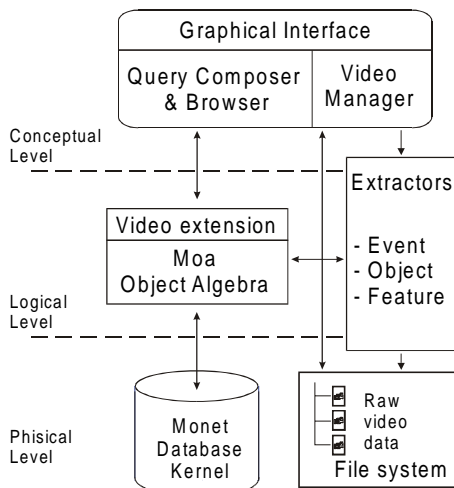 Graphical Interface
Query Composer
& Browser
Video
Manager
Conceptual
Level
Extractors
- Event
- Object
- Feature
Video extension
Moa
Object Algebra
Logical
Level
Phisical
Level
Monet
Database
Kernel
Raw
video
data
File system